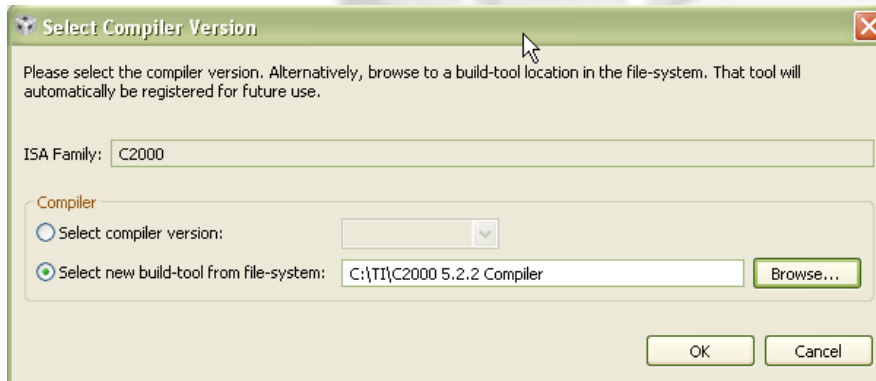 Select Compiler Version
Please select the compiler version. Alternatively, browse to a build-tool location in the file-system. That tool will
automatically be registered for future use.
ISA Family: C2000
Compiler
Select compiler version:
Select new build-tool from file-system: C:\TI\C2000 5.2.2 Compiler Browse...
OK Cancel